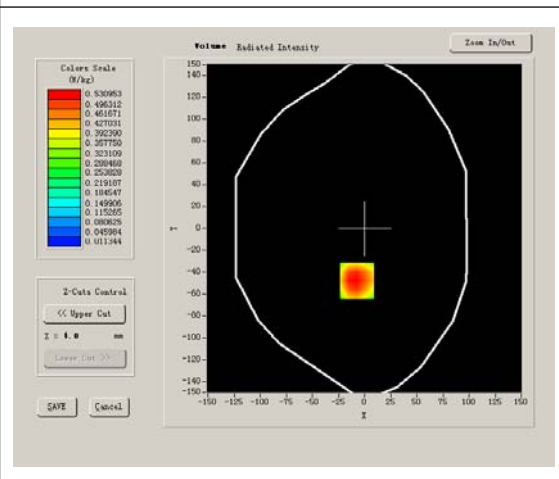 Volume Radiated Intensity
Zoom In/Out
Colors Scale
(W/kg)
0.530953
0.496312
0.461671
0.427031
0.392390
0.357750
0.323109
0.288468
0.253828
0.219187
0.184547
0.149906
0.115265
0.080625
0.045984
0.011344
Z-Cuts Control
<< Upper Cut
Z = 4.0 mm
Lower Cut >>
SAVE
Cancel
150
140
120
100
80
60
40
20
0
-20
-40
-60
-80
-100
-120
-140
-150
Y
-150 -125 -100 -75 -50 -25 0 25 50 75 100 125 150
X